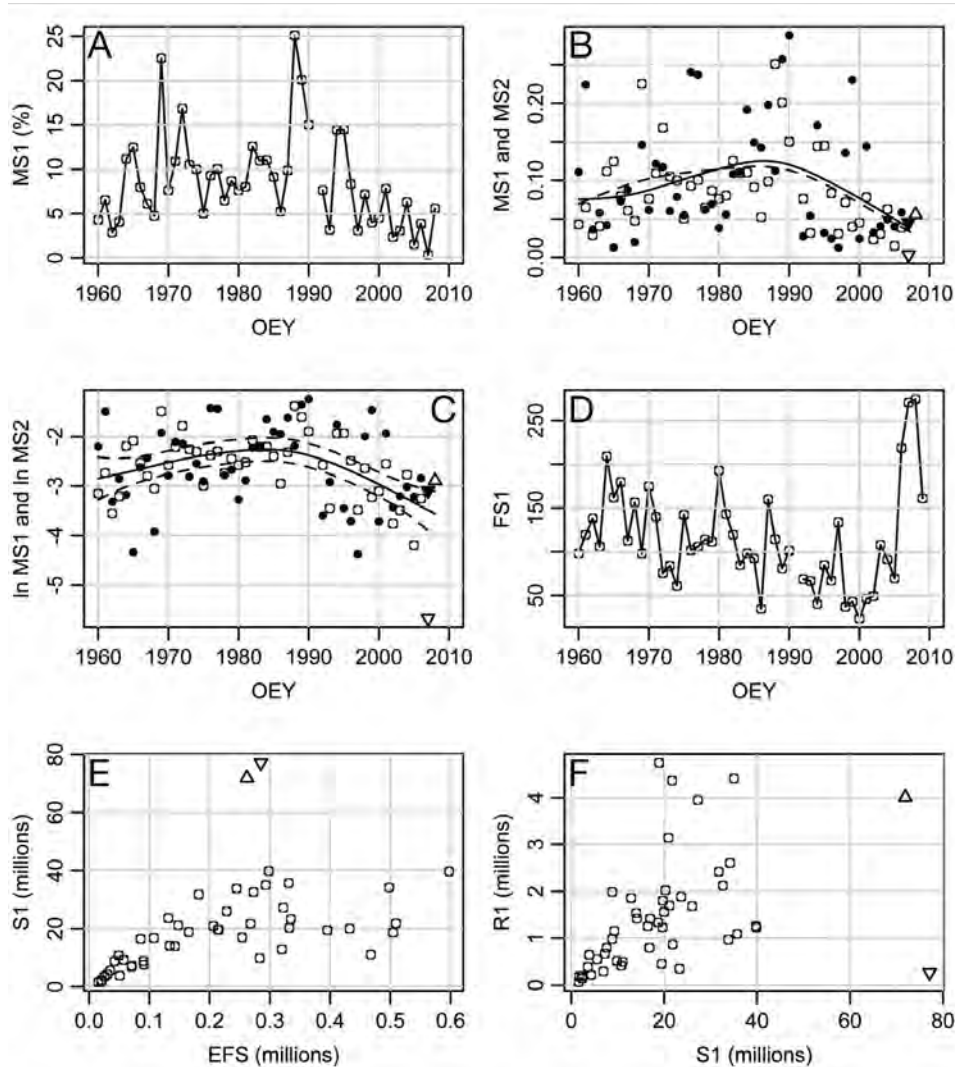 A
MS1 (%)
25
20
15
10
5
0
1960 1970 1980 1990 2000 2010
OEY
B
MS1 and MS2
0.20
0.10
0.00
1960 1970 1980 1990 2000 2010
OEY
C
ln MS1 and ln MS2
-2
-3
-4
-5
1960 1970 1980 1990 2000 2010
OEY
D
FS1
250
150
50
1960 1970 1980 1990 2000 2010
OEY
E
S1 (millions)
80
60
40
20
0
0.0 0.1 0.2 0.3 0.4 0.5 0.6
EFS (millions)
F
R1 (millions)
4
3
2
1
0
0 20 40 60 80
S1 (millions)